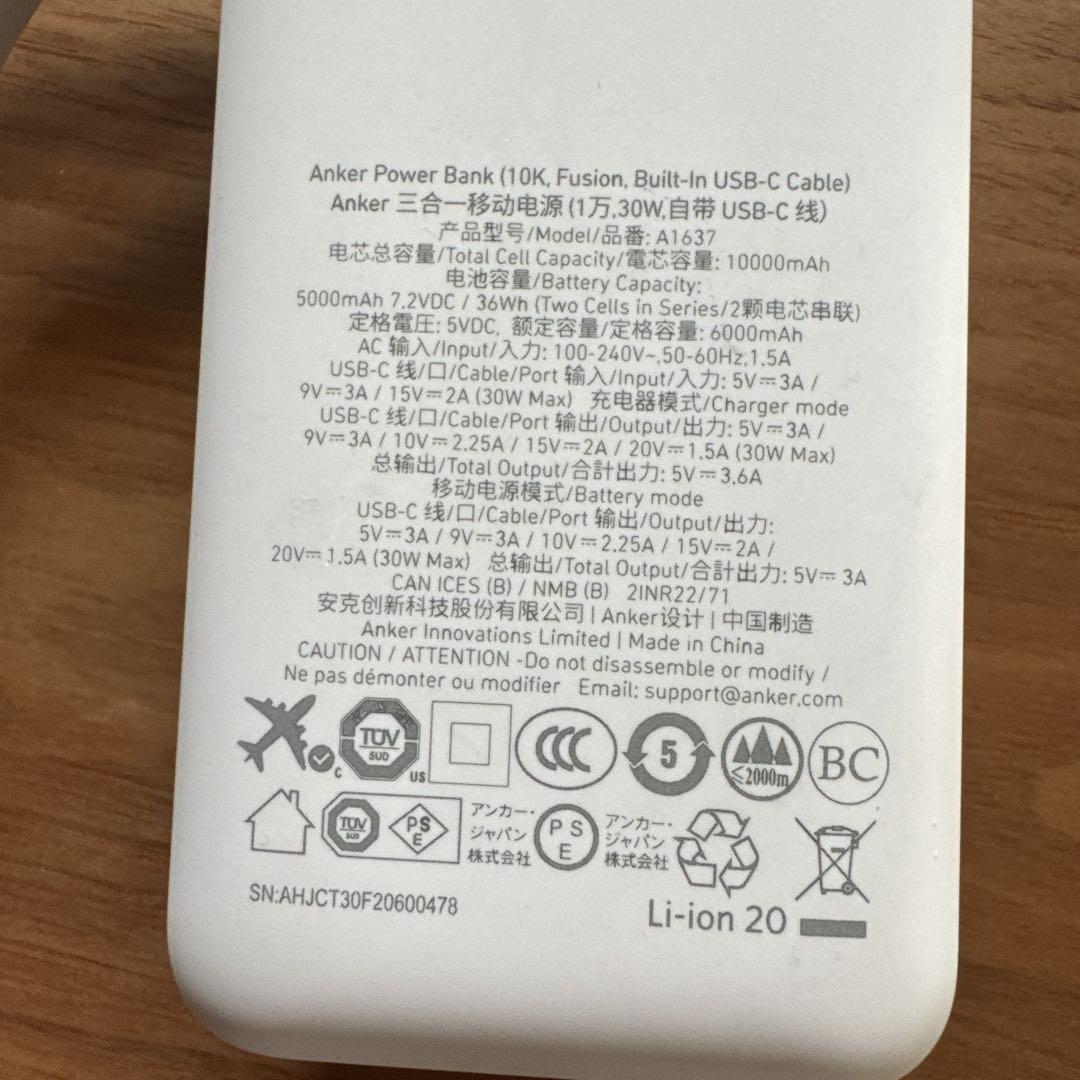 Anker Power Bank (10K, Fusion, Built-In USB-C Cable)
Anker 三合一移动电源 (1万,30W,自带 USB-C 线)
产品型号/Model/品番: A1637
电芯总容量/Total Cell Capacity/電芯容量: 10000mAh
电池容量/Battery Capacity:
5000mAh 7.2VDC / 36Wh (Two Cells in Series/2颗电芯串联)
定格電圧: 5VDC, 额定容量/定格容量: 6000mAh
AC 输入/Input/入力: 100-240V~,50-60Hz,1.5A
USB-C 线/口/Cable/Port 输入/Input/入力: 5V⎓3A /
9V⎓3A / 15V⎓2A (30W Max) 充电器模式/Charger mode
USB-C 线/口/Cable/Port 输出/Output/出力: 5V⎓3A /
9V⎓3A / 10V⎓2.25A / 15V⎓2A / 20V⎓1.5A (30W Max)
总输出/Total Output/合計出力: 5V⎓3.6A
移动电源模式/Battery mode
USB-C 线/口/Cable/Port 输出/Output/出力:
5V⎓3A / 9V⎓3A / 10V⎓2.25A / 15V⎓2A /
20V⎓1.5A (30W Max) 总输出/Total Output/合計出力: 5V⎓3A
CAN ICES (B) / NMB (B) 2INR22/71
安克创新科技股份有限公司 | Anker设计 | 中国制造
Anker Innovations Limited | Made in China
CAUTION / ATTENTION -Do not disassemble or modify /
Ne pas démonter ou modifier Email: support@anker.com
C TÜV SUD US CCC 5 ≤2000m BC
TÜV SUD PSE アンカー・ジャパン株式会社 PSE アンカー・ジャパン株式会社
SN:AHJCT30F20600478
Li-ion 20